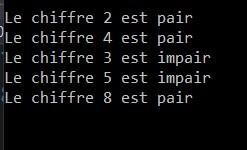 Le chiffre 2 est pair
Le chiffre 4 est pair
Le chiffre 3 est impair
Le chiffre 5 est impair
Le chiffre 8 est pair